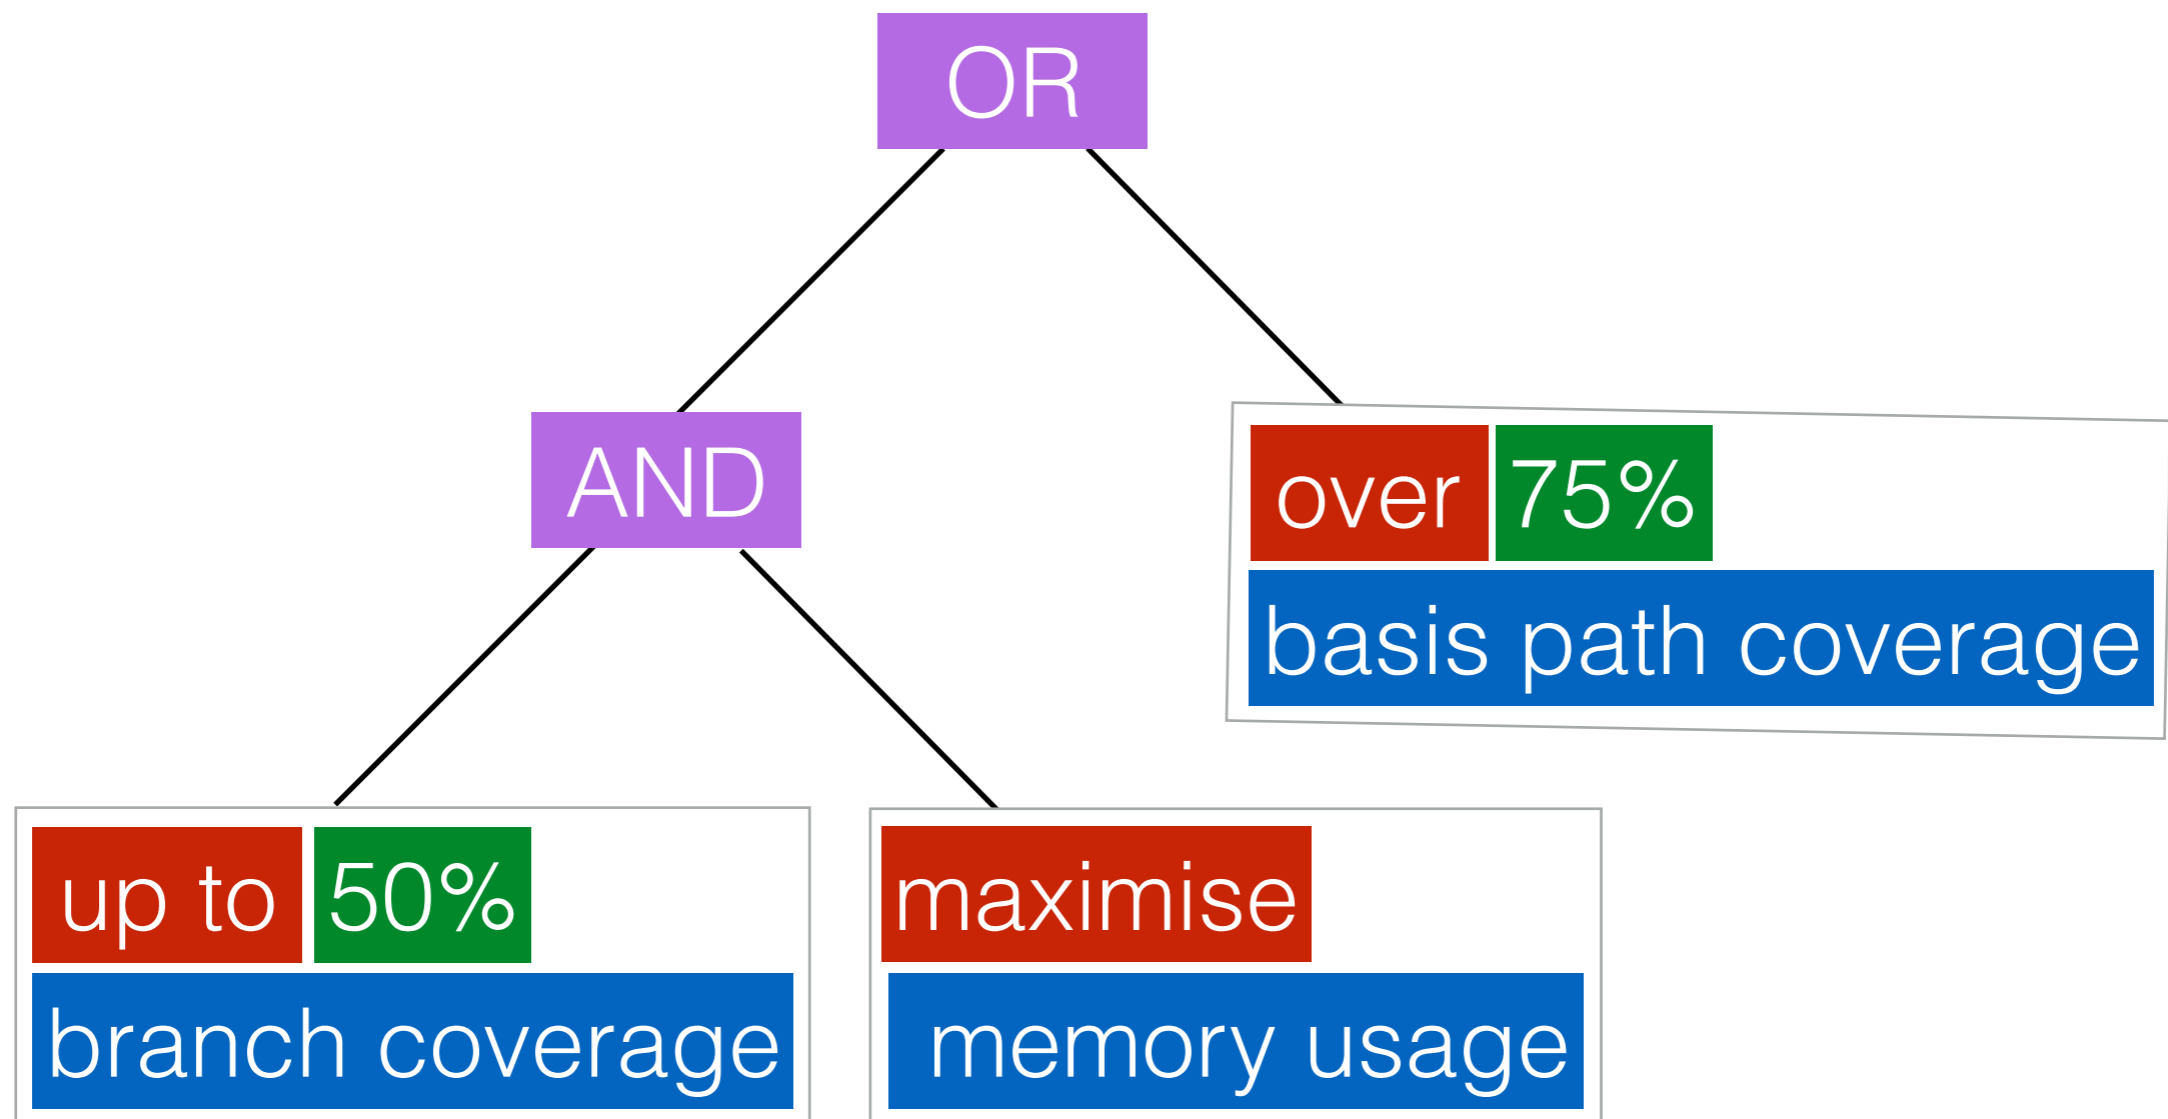 OR
AND
over 75%
basis path coverage
up to 50%
branch coverage
maximise
memory usage